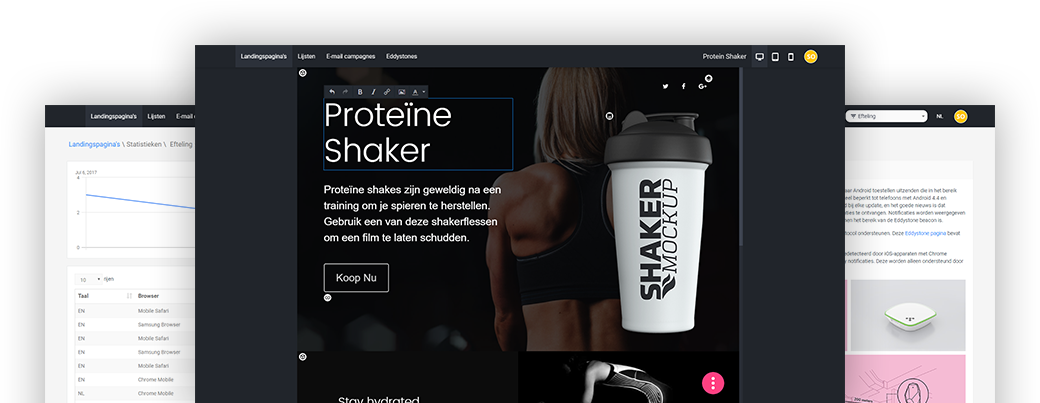 Landingspagina's Lijsten E-mail campagnes Eddystones Protein Shaker SO
Proteïne
Shaker
Proteïne shakes zijn geweldig na een
training om je spieren te herstellen.
Gebruik een van deze shakerflessen
om een film te laten schudden.
Koop Nu
SHAKER
MOCKUP
Stay hydrated
Landingspagina's Lijsten E-mail
Landingspagina's \ Statistieken \ Efteling
Jul 6, 2017
4
2
0
10 rijen
Taal Browser
EN Mobile Safari
EN Samsung Browser
EN Mobile Safari
EN Samsung Browser
EN Mobile Safari
EN Chrome Mobile
NL Chrome Mobile
Efteling NL SO
aar Android toestellen uitzenden die in het bereik
eel beperkt tot telefoons met Android 4.4 en
d bij elke update, en het goede nieuws is dat
ties te ontvangen. Notificaties worden weergegeven
nen het bereik van de Eddystone beacon is.
tocol ondersteunen. Deze Eddystone pagina bevat
edetecteerd door IOS-apparaten met Chrome
s notificaties. Deze worden alleen ondersteund door